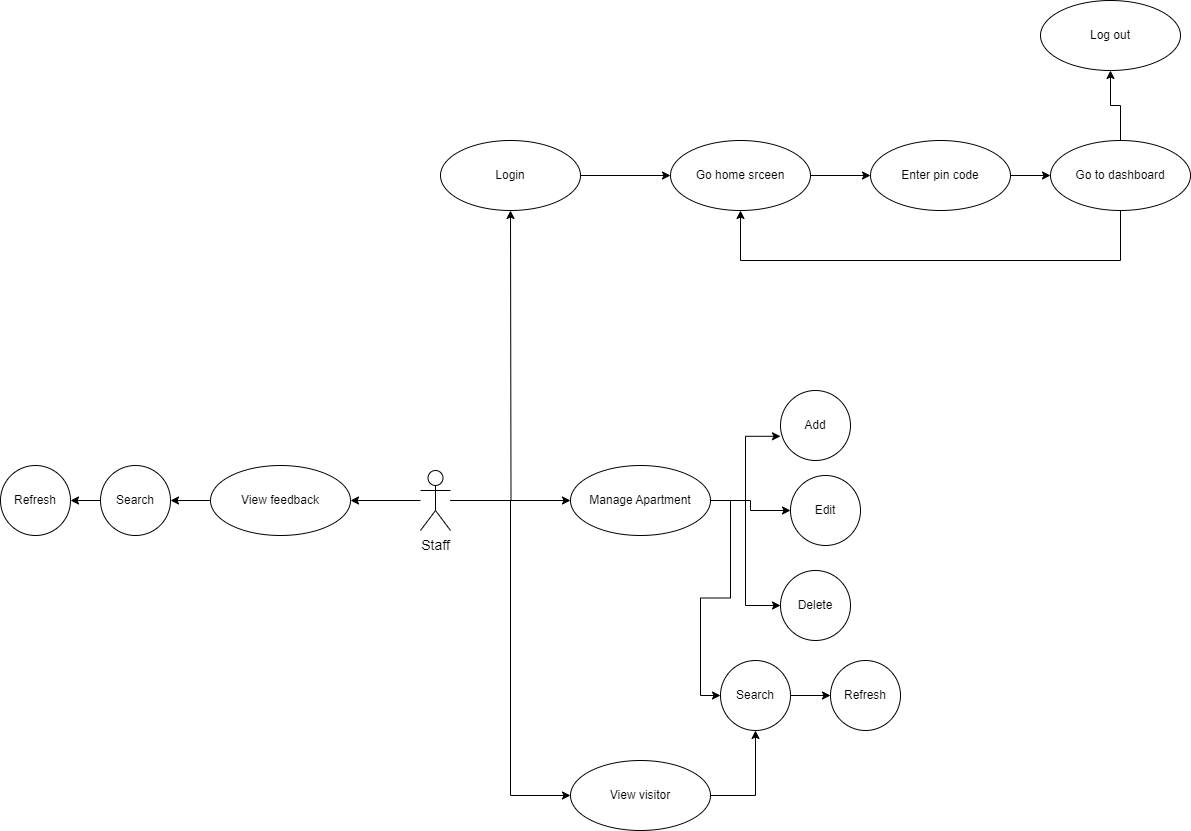 Log out
Login
Go home srceen
Enter pin code
Go to dashboard
Add
Refresh
Search
View feedback
Manage Apartment
Edit
Staff
Delete
Search
Refresh
View visitor